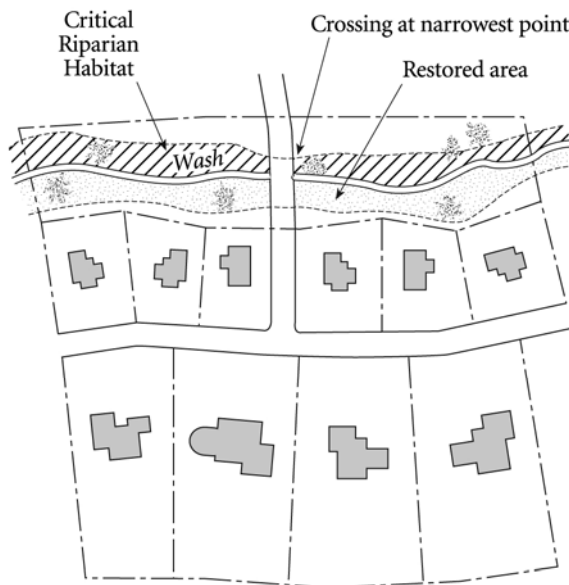 Critical
Riparian
Habitat
Crossing at narrowest point
Restored area
Wash